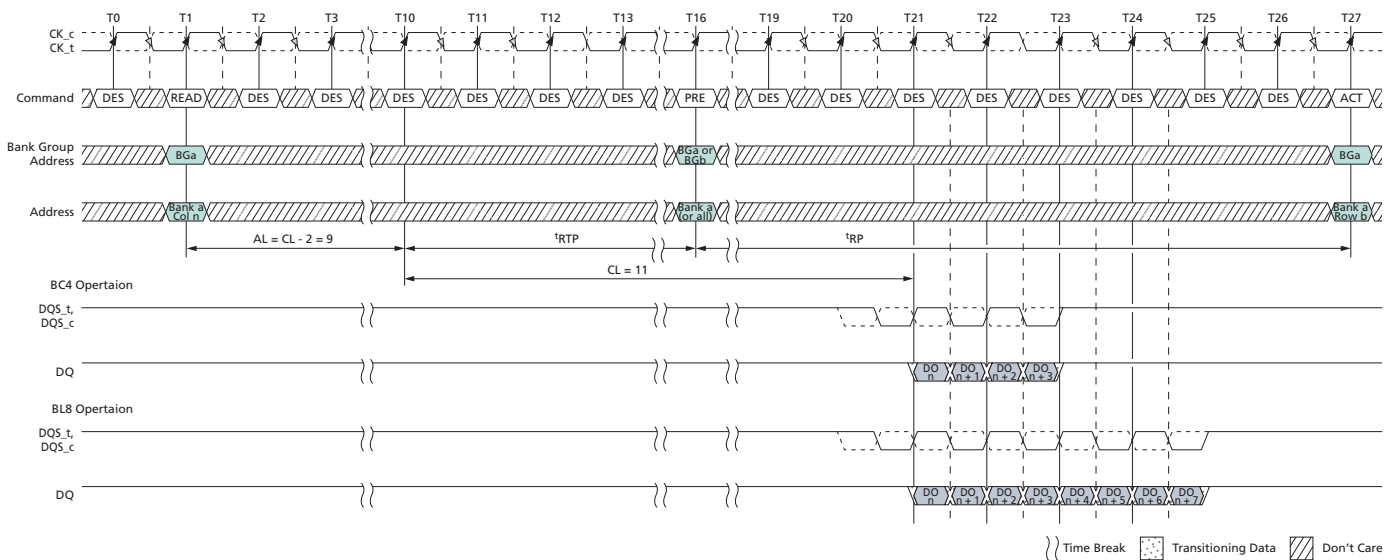 T0 T1 T2 T3 T10 T11 T12 T13 T16 T19 T20 T21 T22 T23 T24 T25 T26 T27
CK_c
CK_t
Command DES READ DES DES DES DES DES DES PRE DES DES DES DES DES DES DES DES ACT
Bank Group
Address
BGa
BGa or
BGb
BGa
Address
Bank a
Col n
Bank a
(or all)
Bank a
Row b
AL = CL - 2 = 9
tRTP
tRP
CL = 11
BC4 Opertaion
DQS_t,
DQS_c
DQ
DO
n
DO
n + 1
DO
n + 2
DO
n + 3
BL8 Opertaion
DQS_t,
DQS_c
DQ
DO
n
DO
n + 1
DO
n + 2
DO
n + 3
DO
n + 4
DO
n + 5
DO
n + 6
DO
n + 7
Time Break Transitioning Data Don't Care